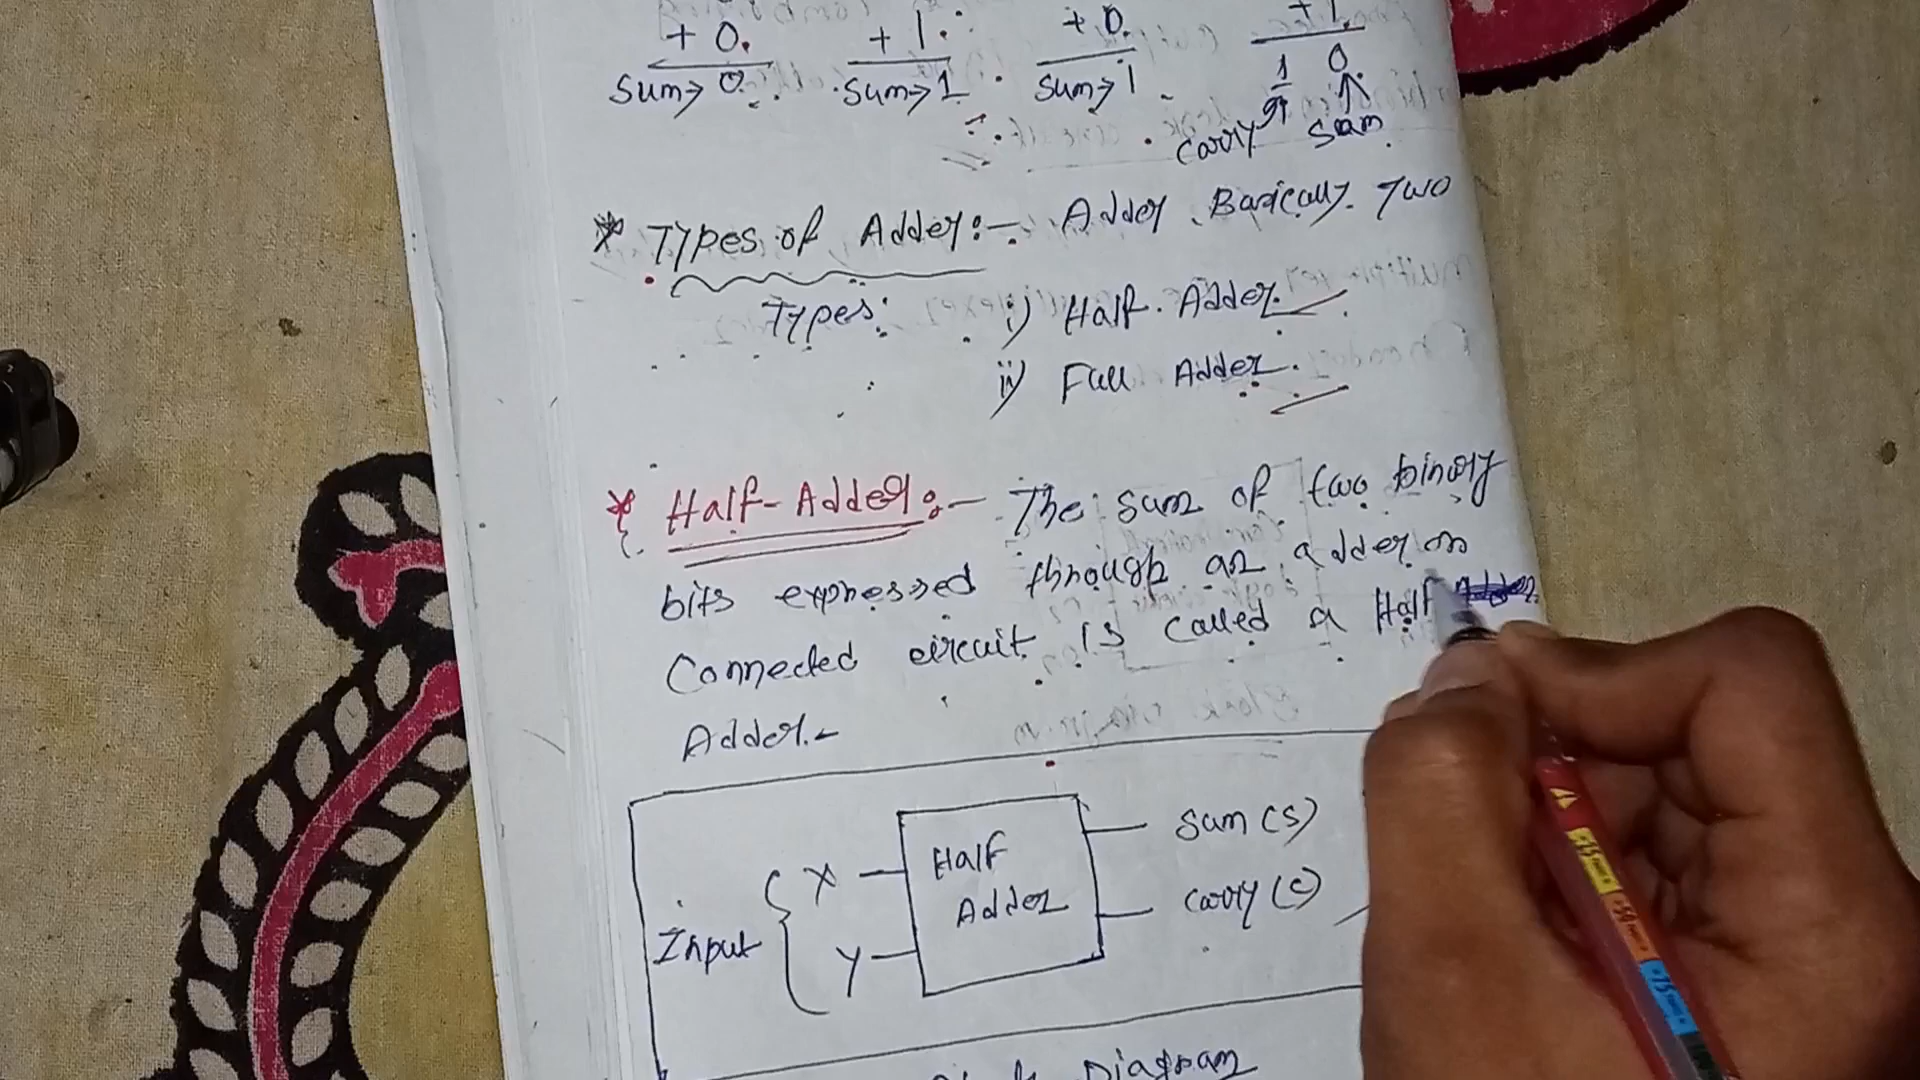 + 0. + 1. + 0. + 1.
Sum→ 0 Sum→1 Sum→1 1 0
Carry Sum
* Types of Adder:- Adder Basically Two
Types: i) Half Adder.
ii) Full Adder.
* Half-Adder:- The sum of two binary
bits expressed through an adder on
Connected circuit is called a Half
Adder.-
Half Adder
Sum (S)
X
Carry (C)
Input
Y
Diagram